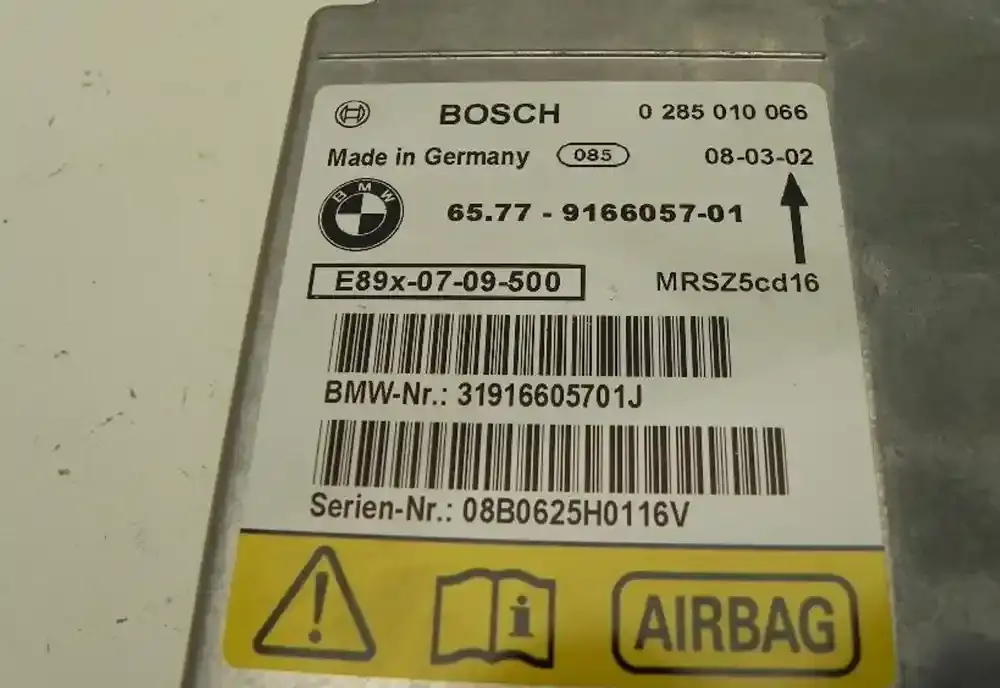 BOSCH 0 285 010 066
Made in Germany 085 08-03-02
BMW 65.77 - 9166057-01
E89x-07-09-500 MRSZ5cd16
BMW-Nr.: 31916605701J
Serien-Nr.: 08B0625H0116V
i AIRBAG